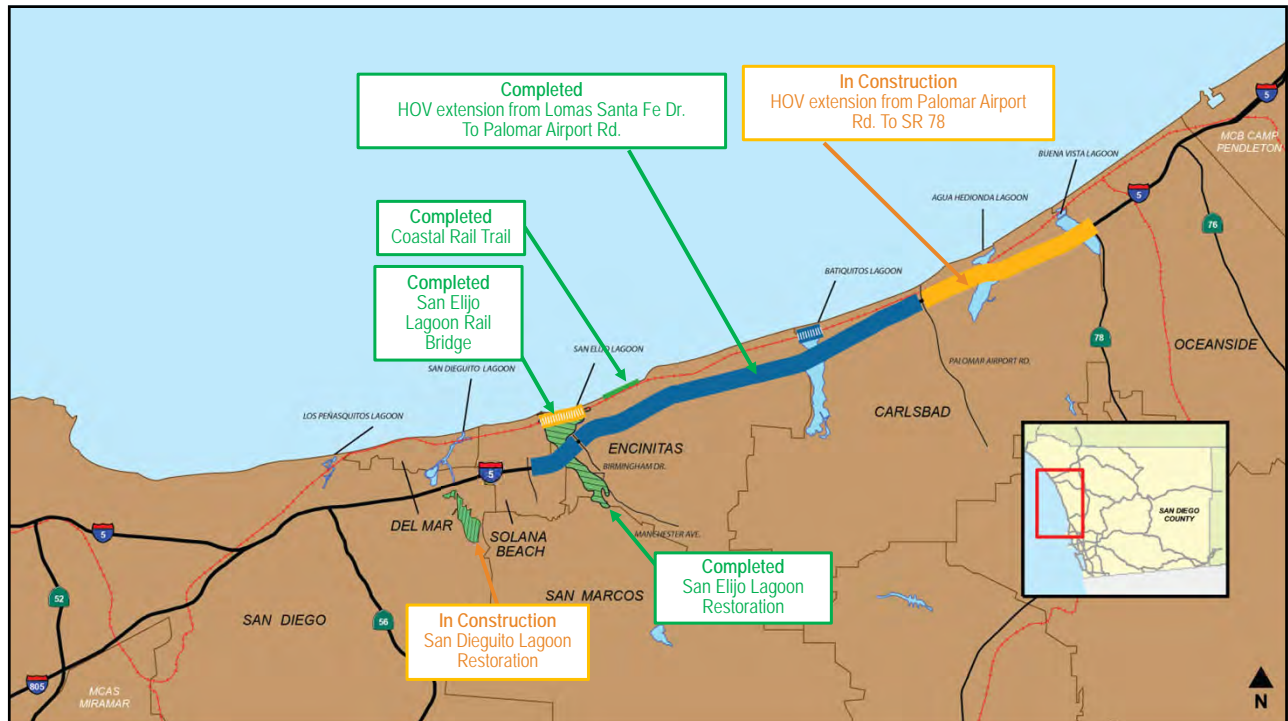 Completed
HOV extension from Lomas Santa Fe Dr.
To Palomar Airport Rd.
In Construction
HOV extension from Palomar Airport
Rd. To SR 78
5
MCB CAMP
PENDLETON
BUENA VISTA LAGOON
5
76
AGUA HEDIONDA LAGOON
Completed
Coastal Rail Trail
BATIQUITOS LAGOON
Completed
San Elijo
Lagoon Rail
Bridge
78
OCEANSIDE
SAN ELIJO LAGOON
PALOMAR AIRPORT RD.
SAN DIEGUITO LAGOON
CARLSBAD
LOS PEÑASQUITOS LAGOON
ENCINITAS
BIRMINGHAM DR.
5
DEL MAR
SOLANA
BEACH
MANCHESTER AVE.
SAN DIEGO
COUNTY
5
Completed
San Elijo Lagoon
Restoration
52
SAN DIEGO
56
SAN MARCOS
In Construction
San Dieguito Lagoon
Restoration
805
MCAS
MIRAMAR
N